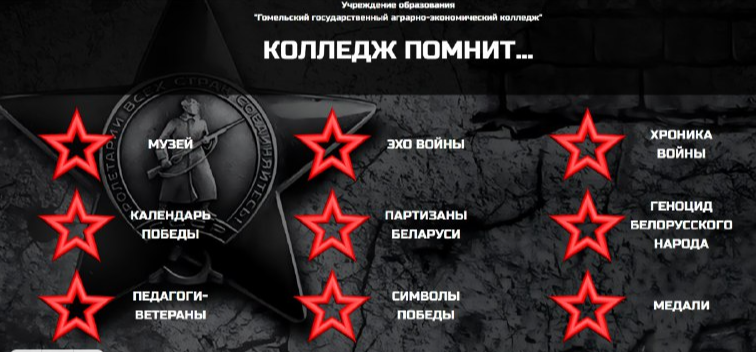 Учреждение образования
"Гомельский государственный аграрно-экономический колледж"
КОЛЛЕДЖ ПОМНИТ...
ПРОЛЕТАРИИ ВСЕХ СТРАН, СОЕДИНЯЙТЕСЬ!
МУЗЕЙ
ЭХО ВОЙНЫ
ХРОНИКА
ВОЙНЫ
КАЛЕНДАРЬ
ПОБЕДЫ
ПАРТИЗАНЫ
БЕЛАРУСИ
ГЕНОЦИД
БЕЛОРУССКОГО
НАРОДА
ПЕДАГОГИ-
ВЕТЕРАНЫ
СИМВОЛЫ
ПОБЕДЫ
МЕДАЛИ